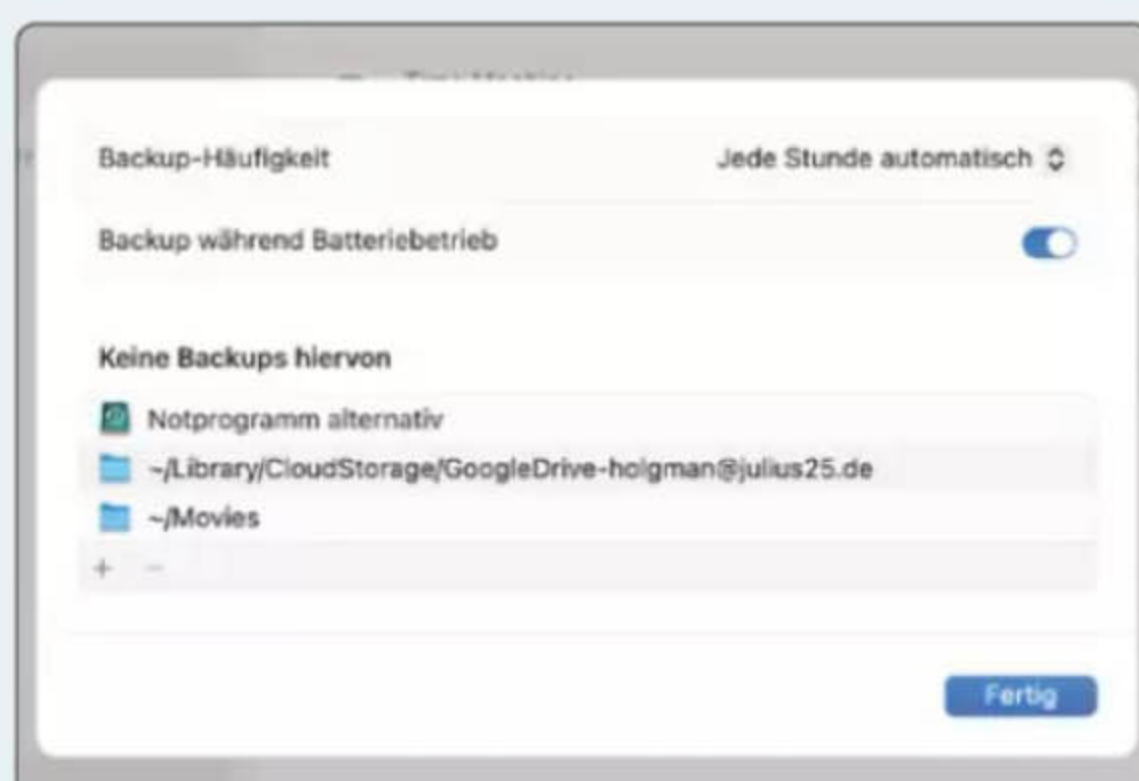 Backup-Häufigkeit Jede Stunde automatisch
Backup während Batteriebetrieb
Keine Backups hiervon
Notprogramm alternativ
~/Library/CloudStorage/GoogleDrive-holgman@julius25.de
~/Movies
+ −
Fertig